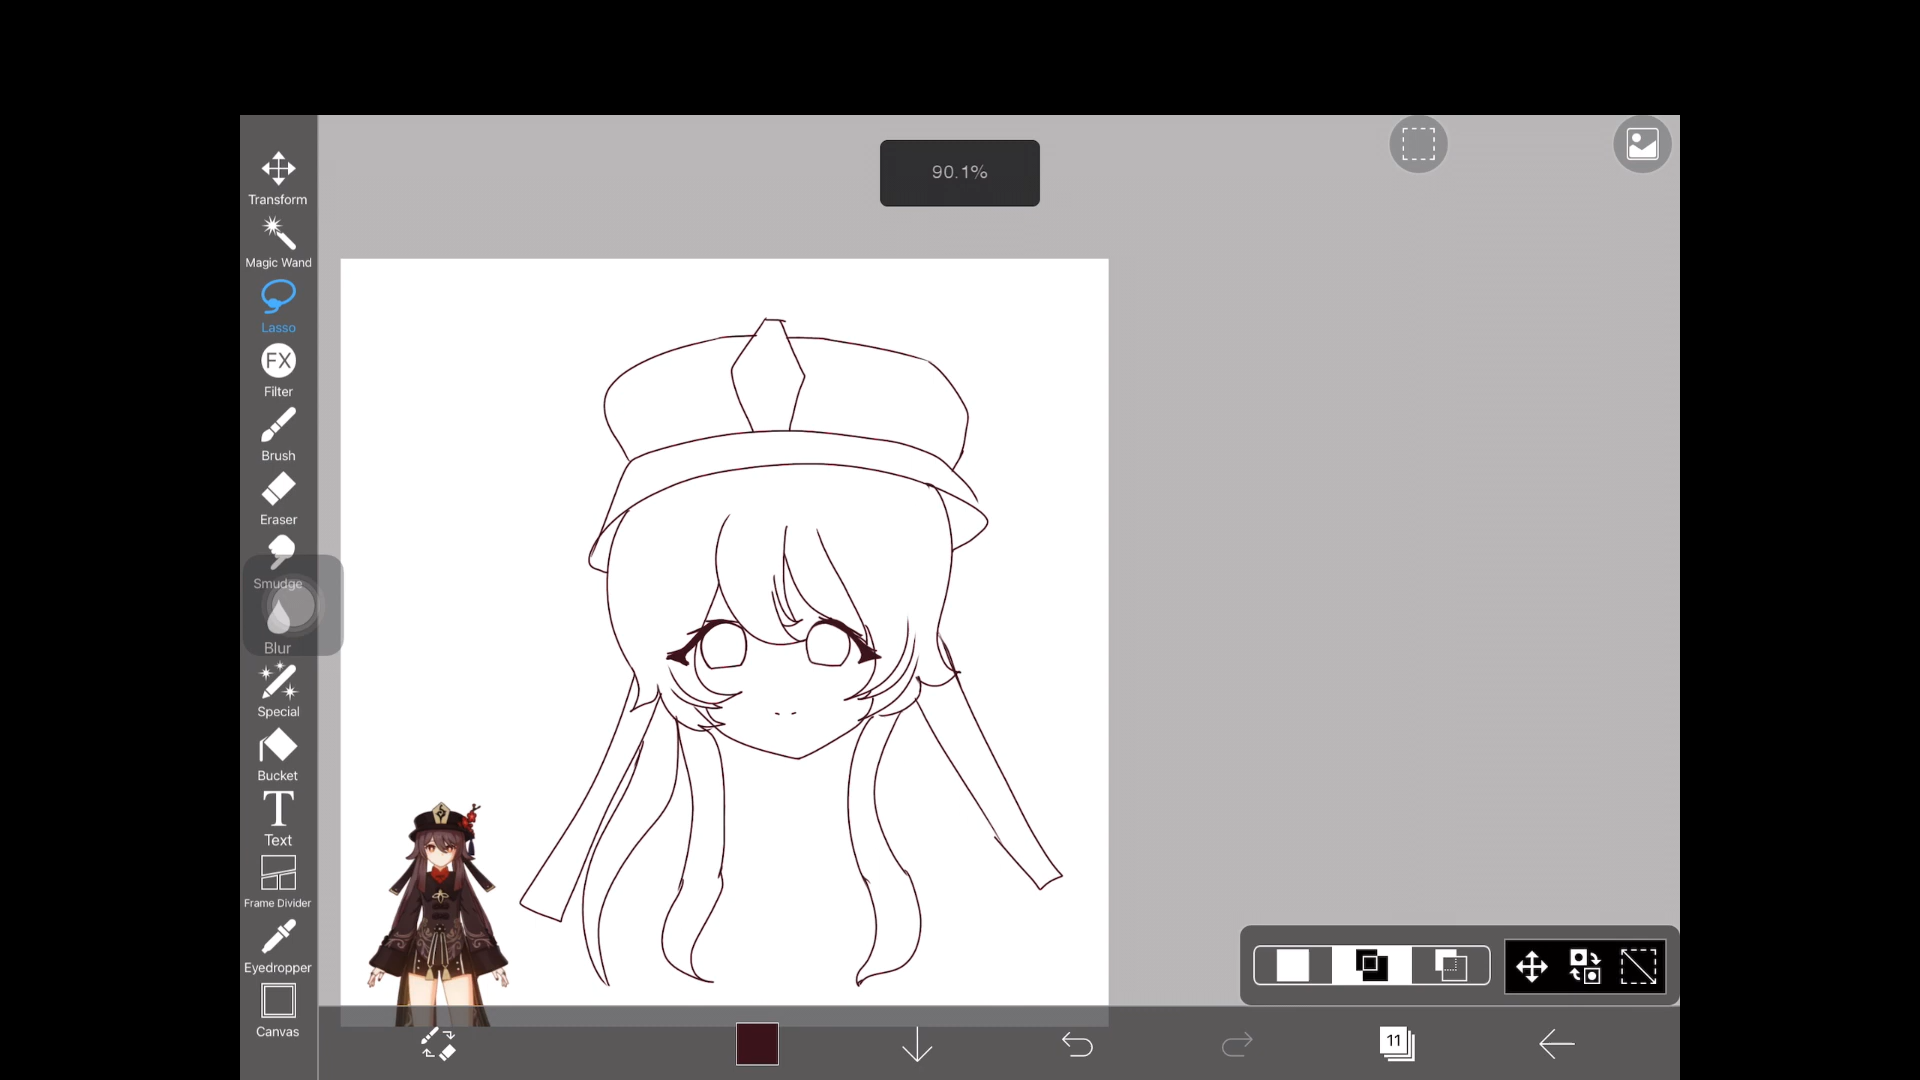 90.1%
Transform
Magic Wand
Lasso
FX
Filter
Brush
Eraser
Smudge
Blur
Special
Bucket
T
Text
Frame Divider
Eyedropper
Canvas
11